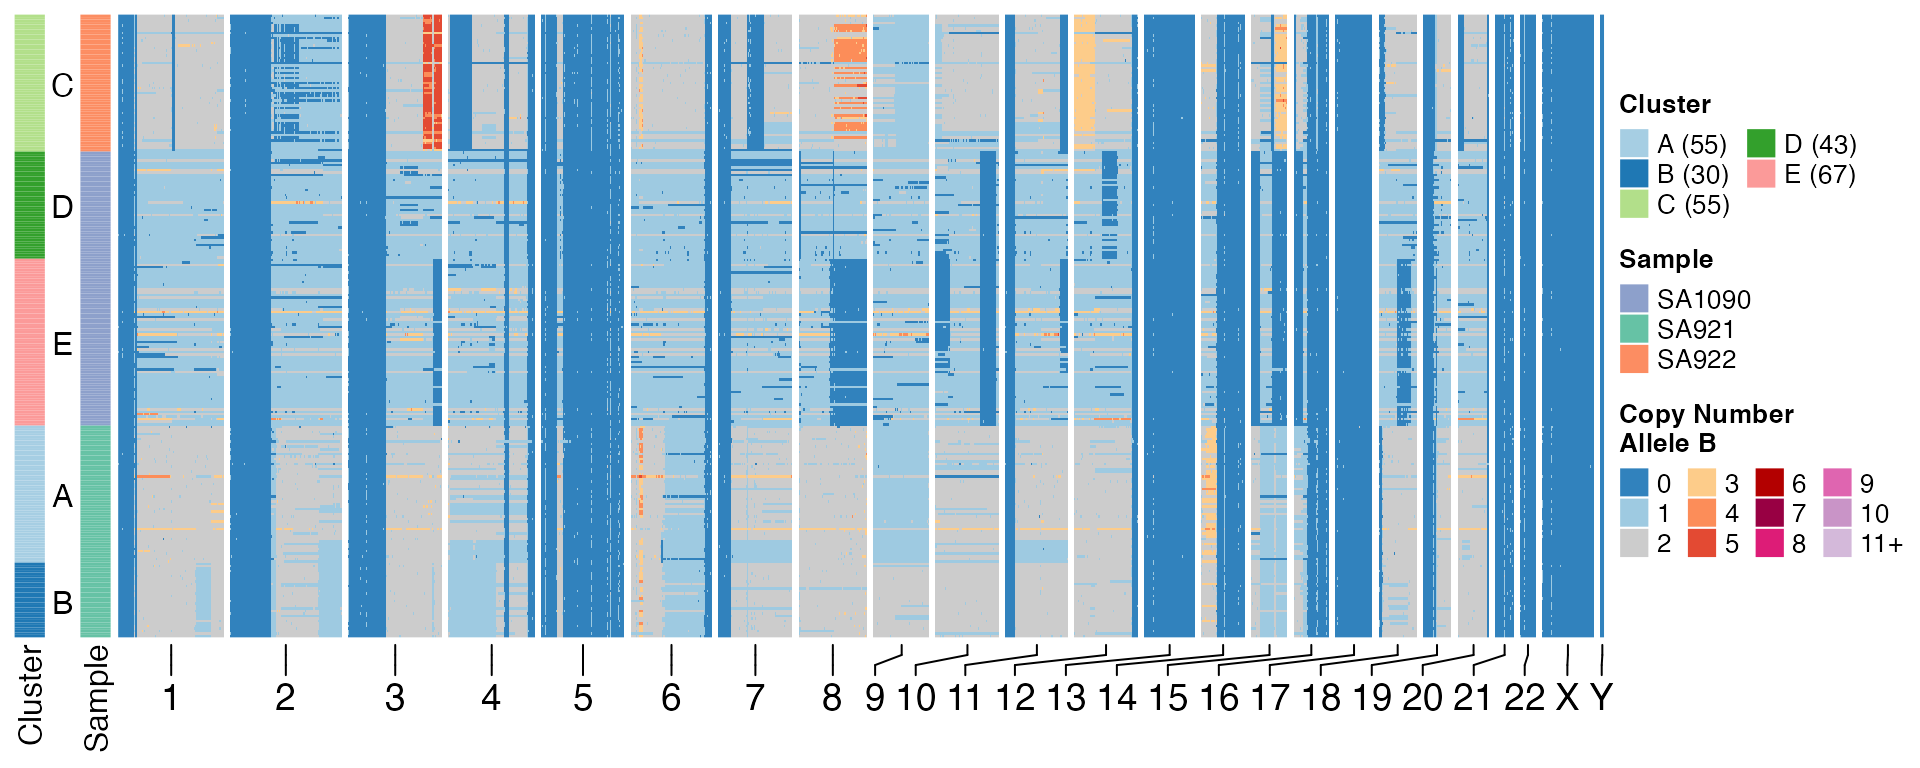 C
D
E
A
B
Cluster
Sample
1 2 3 4 5 6 7 8 9 10 11 12 13 14 15 16 17 18 19 20 21 22 X Y
Cluster
A (55) D (43)
B (30) E (67)
C (55)
Sample
SA1090
SA921
SA922
Copy Number
Allele B
0 3 6 9
1 4 7 10
2 5 8 11+